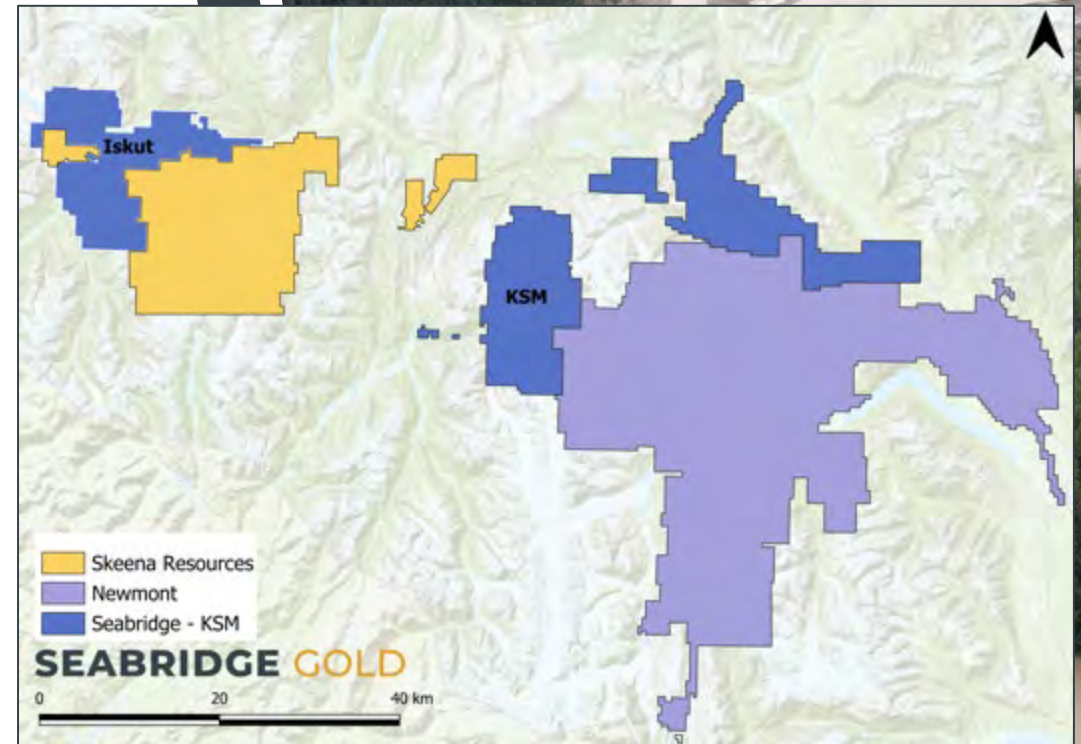 Iskut
KSM
Skeena Resources
Newmont
Seabridge - KSM
SEABRIDGE GOLD
0 20 40 km